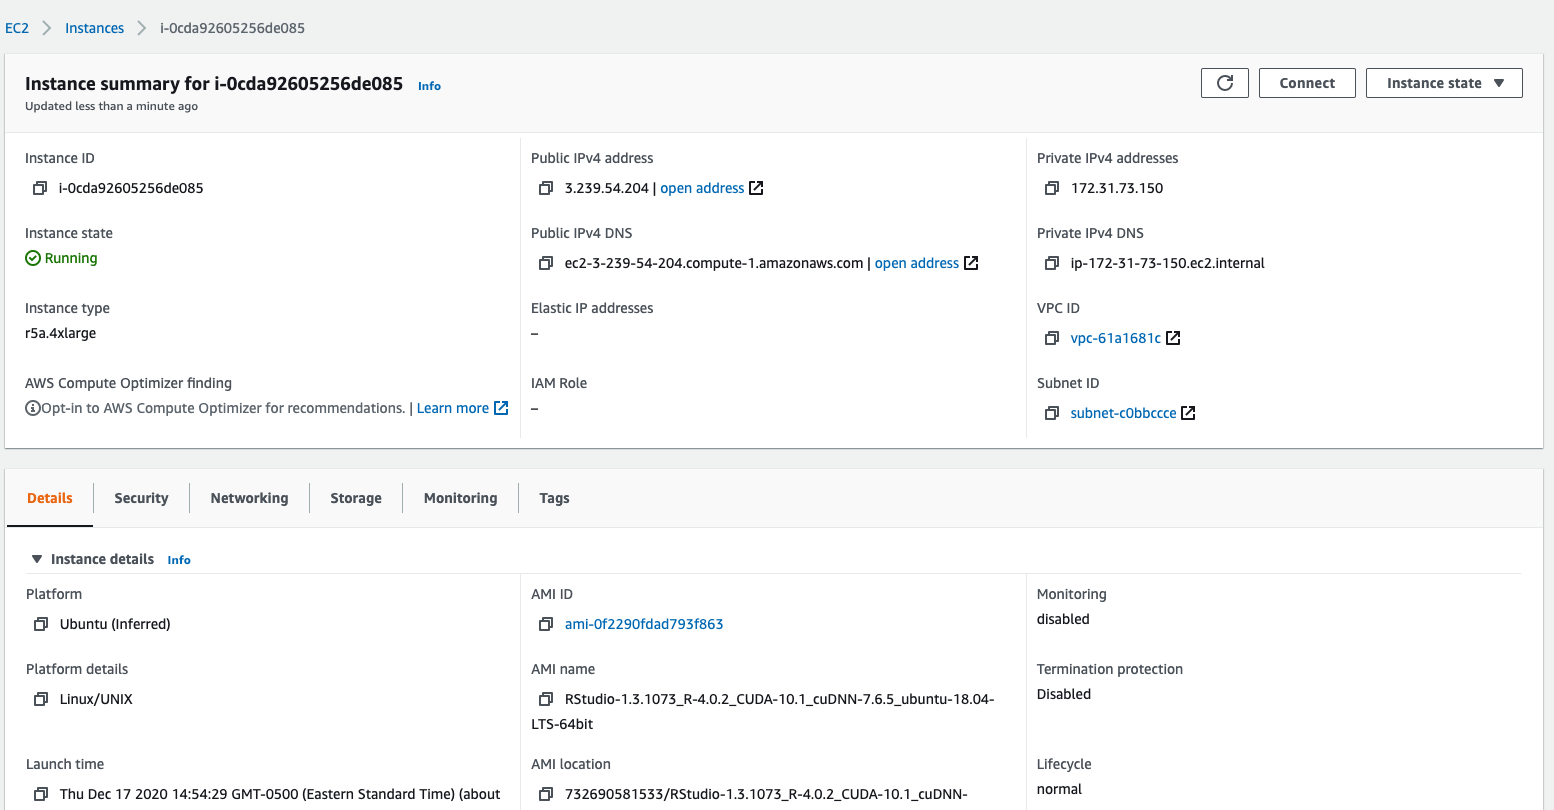 EC2 > Instances > i-0cda92605256de085
Instance summary for i-0cda92605256de085 Info
Updated less than a minute ago
Connect
Instance state
Instance ID
i-0cda92605256de085
Public IPv4 address
3.239.54.204 | open address
Private IPv4 addresses
172.31.73.150
Instance state
Running
Public IPv4 DNS
ec2-3-239-54-204.compute-1.amazonaws.com | open address
Private IPv4 DNS
ip-172-31-73-150.ec2.internal
Instance type
r5a.4xlarge
Elastic IP addresses
–
VPC ID
vpc-61a1681c
AWS Compute Optimizer finding
Opt-in to AWS Compute Optimizer for recommendations. | Learn more
IAM Role
–
Subnet ID
subnet-c0bbccce
Details
Security
Networking
Storage
Monitoring
Tags
Instance details Info
Platform
Ubuntu (Inferred)
AMI ID
ami-0f2290fdad793f863
Monitoring
disabled
Platform details
Linux/UNIX
AMI name
RStudio-1.3.1073_R-4.0.2_CUDA-10.1_cuDNN-7.6.5_ubuntu-18.04-
LTS-64bit
Termination protection
Disabled
Launch time
Thu Dec 17 2020 14:54:29 GMT-0500 (Eastern Standard Time) (about
AMI location
732690581533/RStudio-1.3.1073_R-4.0.2_CUDA-10.1_cuDNN-
Lifecycle
normal